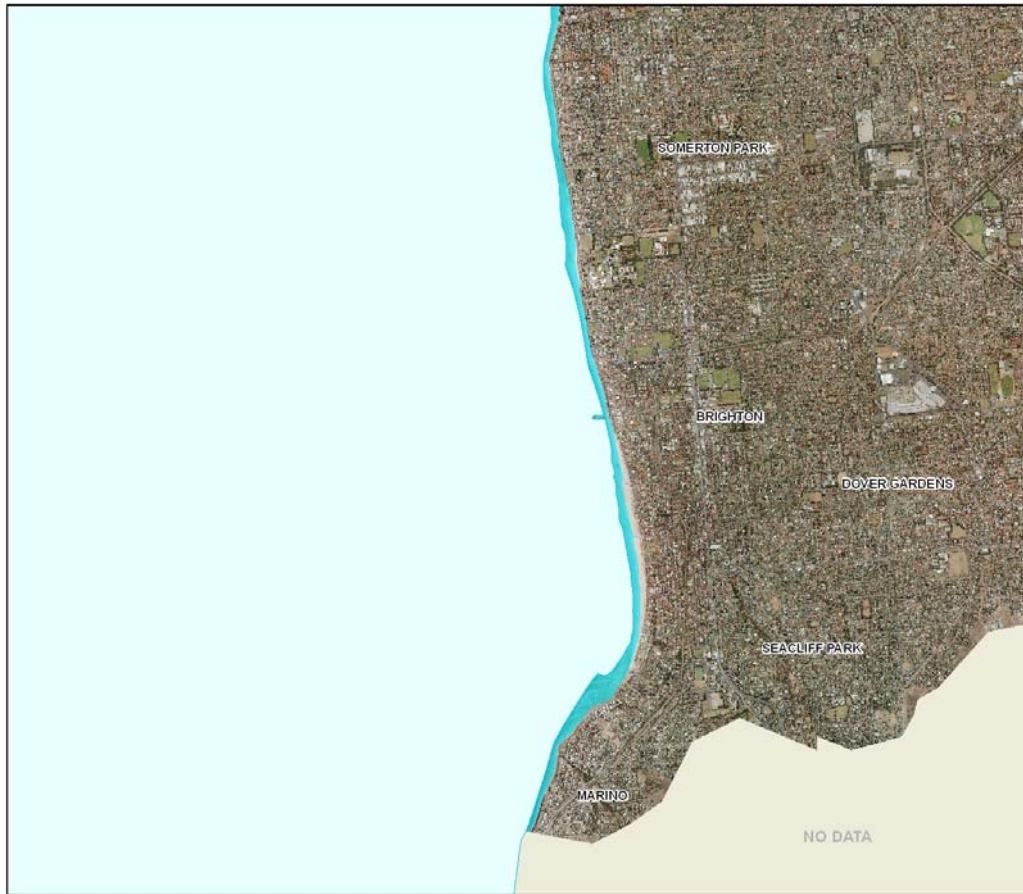 SOMERTON PARK
BRIGHTON
DOVER GARDENS
SEACLIFF PARK
MARINO
NO DATA